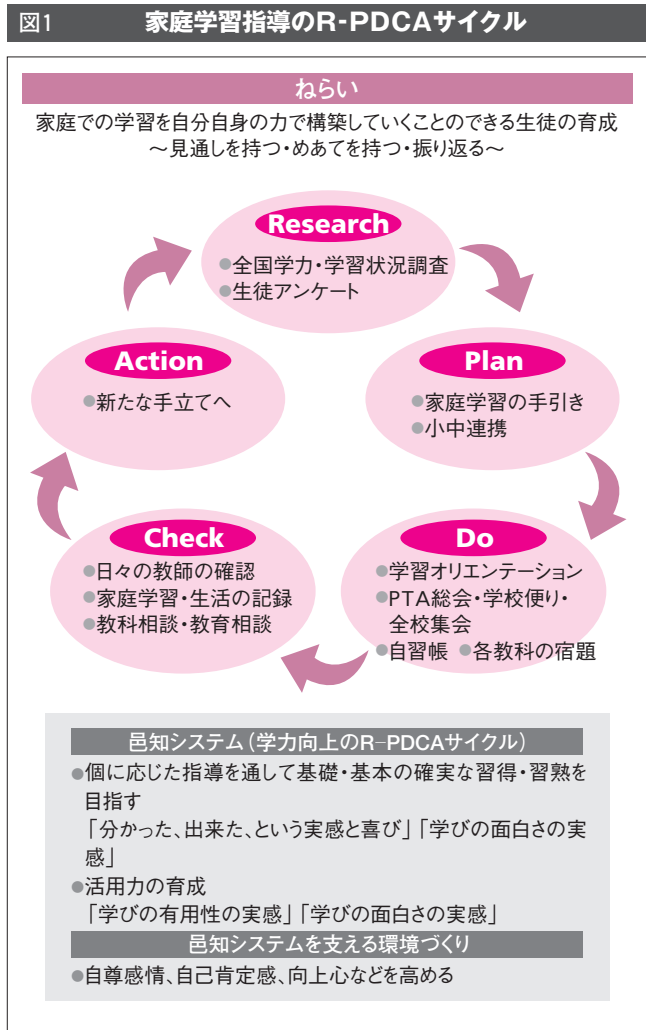 図1 家庭学習指導のR-PDCAサイクル
ねらい
家庭での学習を自分自身の力で構築していくことのできる生徒の育成
～見通しを持つ・めあてを持つ・振り返る～
Research
●全国学力・学習状況調査
●生徒アンケート
Action
●新たな手立てへ
Plan
●家庭学習の手引き
●小中連携
Check
●日々の教師の確認
●家庭学習・生活の記録
●教科相談・教育相談
Do
●学習オリエンテーション
●PTA総会・学校便り・
全校集会
●自習帳 ●各教科の宿題
邑知システム（学力向上のR−PDCAサイクル）
●個に応じた指導を通して基礎・基本の確実な習得・習熟を
目指す
「分かった、出来た、という実感と喜び」「学びの面白さの実
感」
●活用力の育成
「学びの有用性の実感」「学びの面白さの実感」
邑知システムを支える環境づくり
●自尊感情、自己肯定感、向上心などを高める